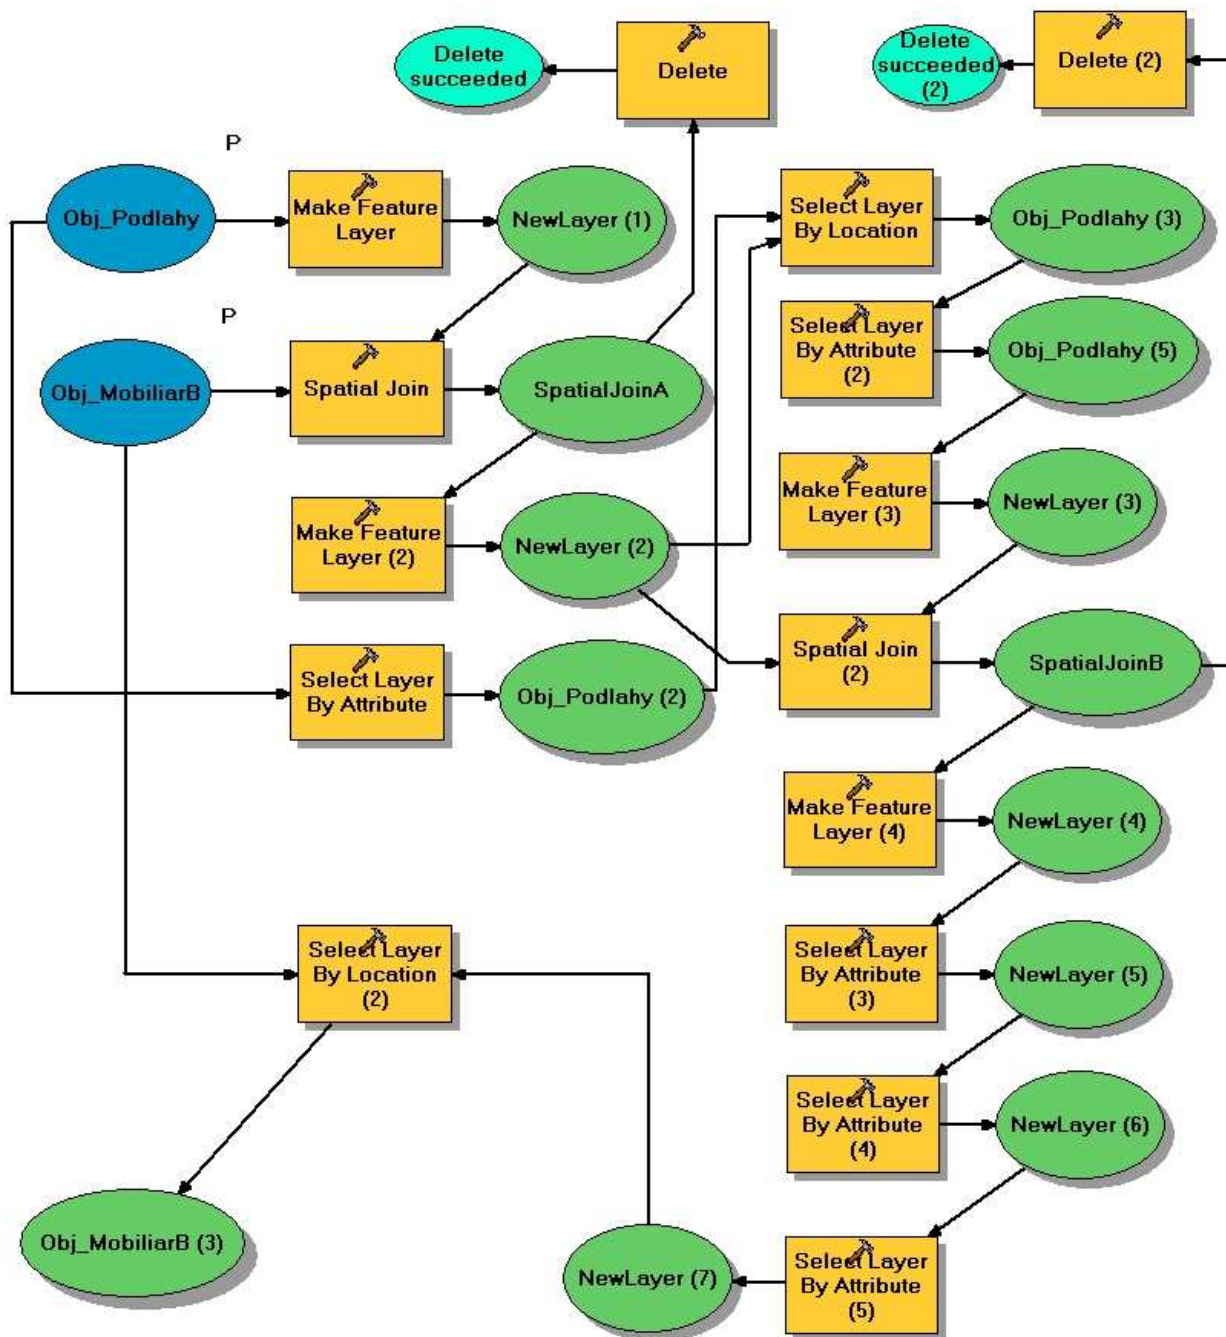 Delete
succeeded
Delete
Delete
succeeded
(2)
Delete (2)
P
Obj_Podlahy
Make Feature
Layer
NewLayer (1)
Select Layer
By Location
Obj_Podlahy (3)
P
Obj_MobiliarB
Spatial Join
SpatialJoinA
Select Layer
By Attribute
(2)
Obj_Podlahy (5)
Make Feature
Layer (2)
NewLayer (2)
Make Feature
Layer (3)
NewLayer (3)
Select Layer
By Attribute
Obj_Podlahy (2)
Spatial Join
(2)
SpatialJoinB
Make Feature
Layer (4)
NewLayer (4)
Select Layer
By Location
(2)
Select Layer
By Attribute
(3)
NewLayer (5)
Select Layer
By Attribute
(4)
NewLayer (6)
Obj_MobiliarB (3)
NewLayer (7)
Select Layer
By Attribute
(5)